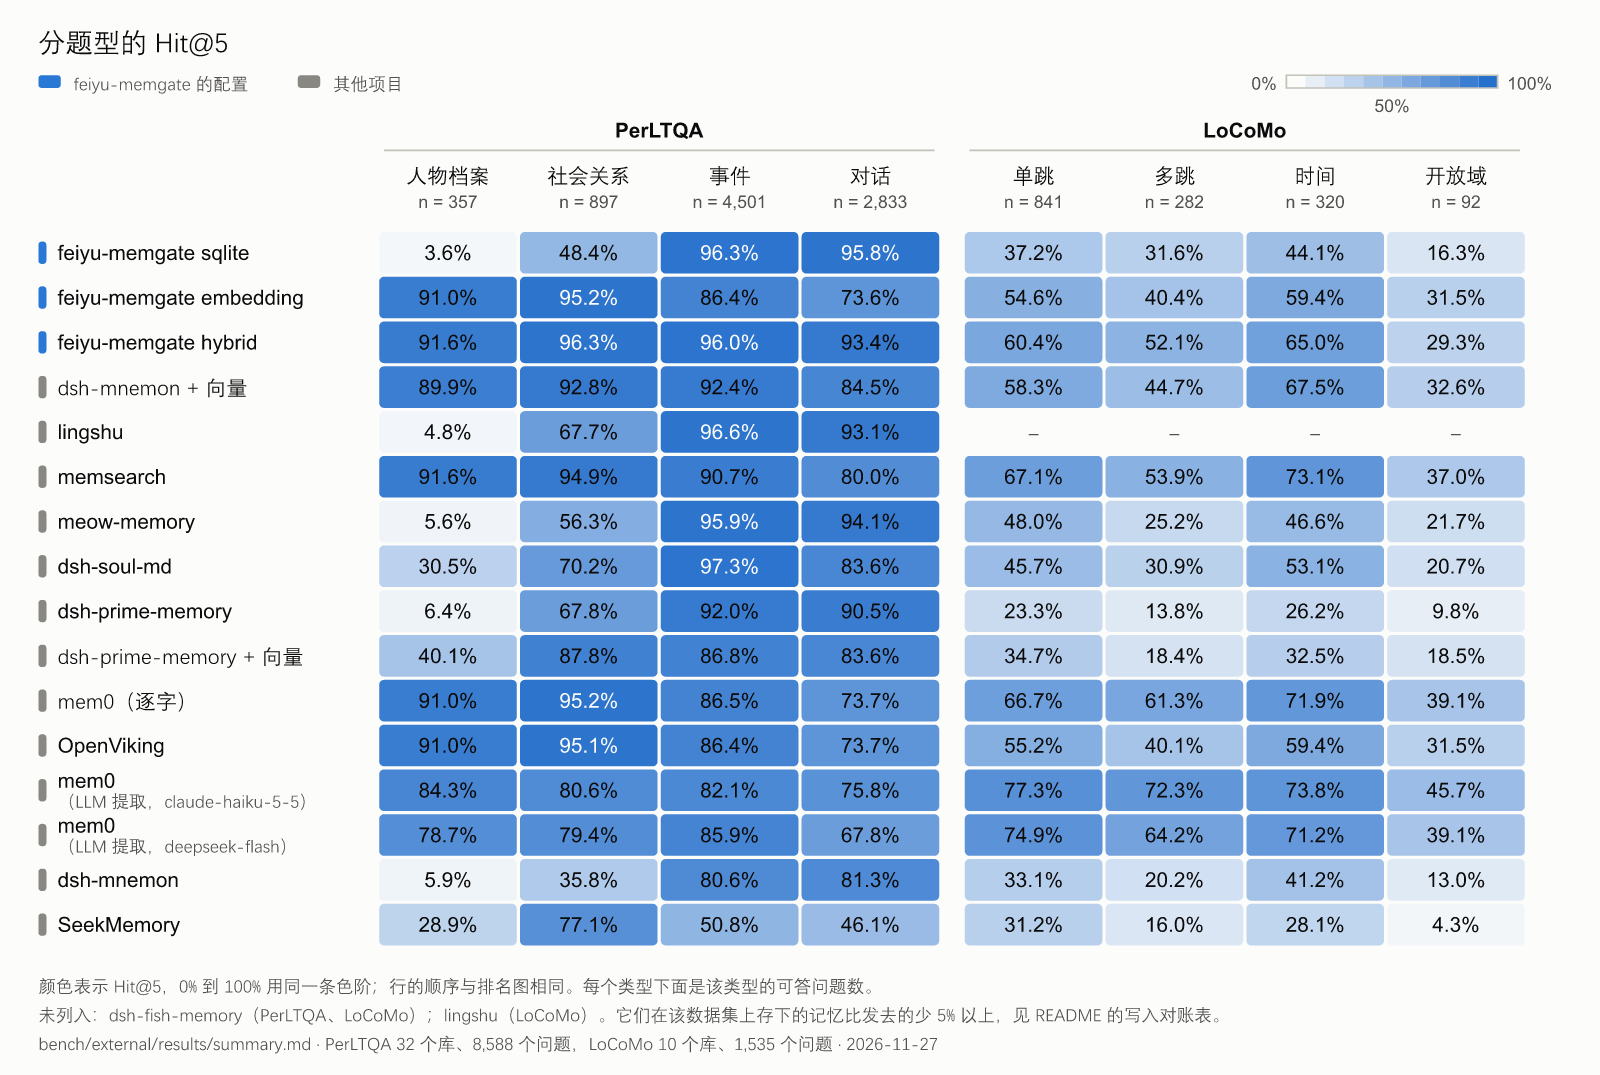 分题型的 Hit@5
feiyu-memgate 的配置 其他项目 0% 100%
50%
PerLTQA LoCoMo
人物档案 社会关系 事件 对话 单跳 多跳 时间 开放域
n = 357 n = 897 n = 4,501 n = 2,833 n = 841 n = 282 n = 320 n = 92
feiyu-memgate sqlite 3.6% 48.4% 96.3% 95.8% 37.2% 31.6% 44.1% 16.3%
feiyu-memgate embedding 91.0% 95.2% 86.4% 73.6% 54.6% 40.4% 59.4% 31.5%
feiyu-memgate hybrid 91.6% 96.3% 96.0% 93.4% 60.4% 52.1% 65.0% 29.3%
dsh-mnemon + 向量 89.9% 92.8% 92.4% 84.5% 58.3% 44.7% 67.5% 32.6%
lingshu 4.8% 67.7% 96.6% 93.1% – – – –
memsearch 91.6% 94.9% 90.7% 80.0% 67.1% 53.9% 73.1% 37.0%
meow-memory 5.6% 56.3% 95.9% 94.1% 48.0% 25.2% 46.6% 21.7%
dsh-soul-md 30.5% 70.2% 97.3% 83.6% 45.7% 30.9% 53.1% 20.7%
dsh-prime-memory 6.4% 67.8% 92.0% 90.5% 23.3% 13.8% 26.2% 9.8%
dsh-prime-memory + 向量 40.1% 87.8% 86.8% 83.6% 34.7% 18.4% 32.5% 18.5%
mem0（逐字） 91.0% 95.2% 86.5% 73.7% 66.7% 61.3% 71.9% 39.1%
OpenViking 91.0% 95.1% 86.4% 73.7% 55.2% 40.1% 59.4% 31.5%
mem0 84.3% 80.6% 82.1% 75.8% 77.3% 72.3% 73.8% 45.7%
（LLM 提取，claude-haiku-5-5）
mem0 78.7% 79.4% 85.9% 67.8% 74.9% 64.2% 71.2% 39.1%
（LLM 提取，deepseek-flash）
dsh-mnemon 5.9% 35.8% 80.6% 81.3% 33.1% 20.2% 41.2% 13.0%
SeekMemory 28.9% 77.1% 50.8% 46.1% 31.2% 16.0% 28.1% 4.3%
颜色表示 Hit@5，0% 到 100% 用同一条色阶；行的顺序与排名图相同。每个类型下面是该类型的可答问题数。
未列入：dsh-fish-memory（PerLTQA、LoCoMo）；lingshu（LoCoMo）。它们在该数据集上存下的记忆比发去的少 5% 以上，见 README 的写入对账表。
bench/external/results/summary.md · PerLTQA 32 个库、8,588 个问题，LoCoMo 10 个库、1,535 个问题 · 2026-11-27